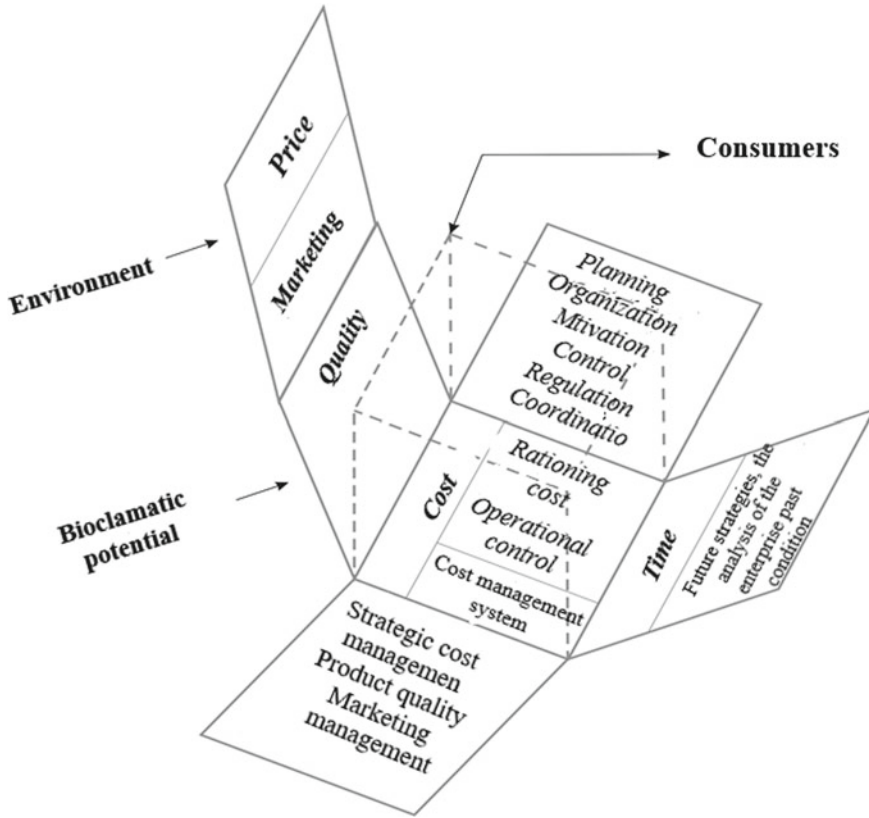 Price
Marketing
Quality
Environment
Bioclamatic
potential
Consumers
Planning
Organization
Mtivation
Control
Regulation
Coordinatio
Cost
Rationing
cost
Operational
control
Cost management
system
Time
Future strategies, the
analysis of the
enterprise past
condition
Strategic cost
managemen
Product quality
Marketing
management